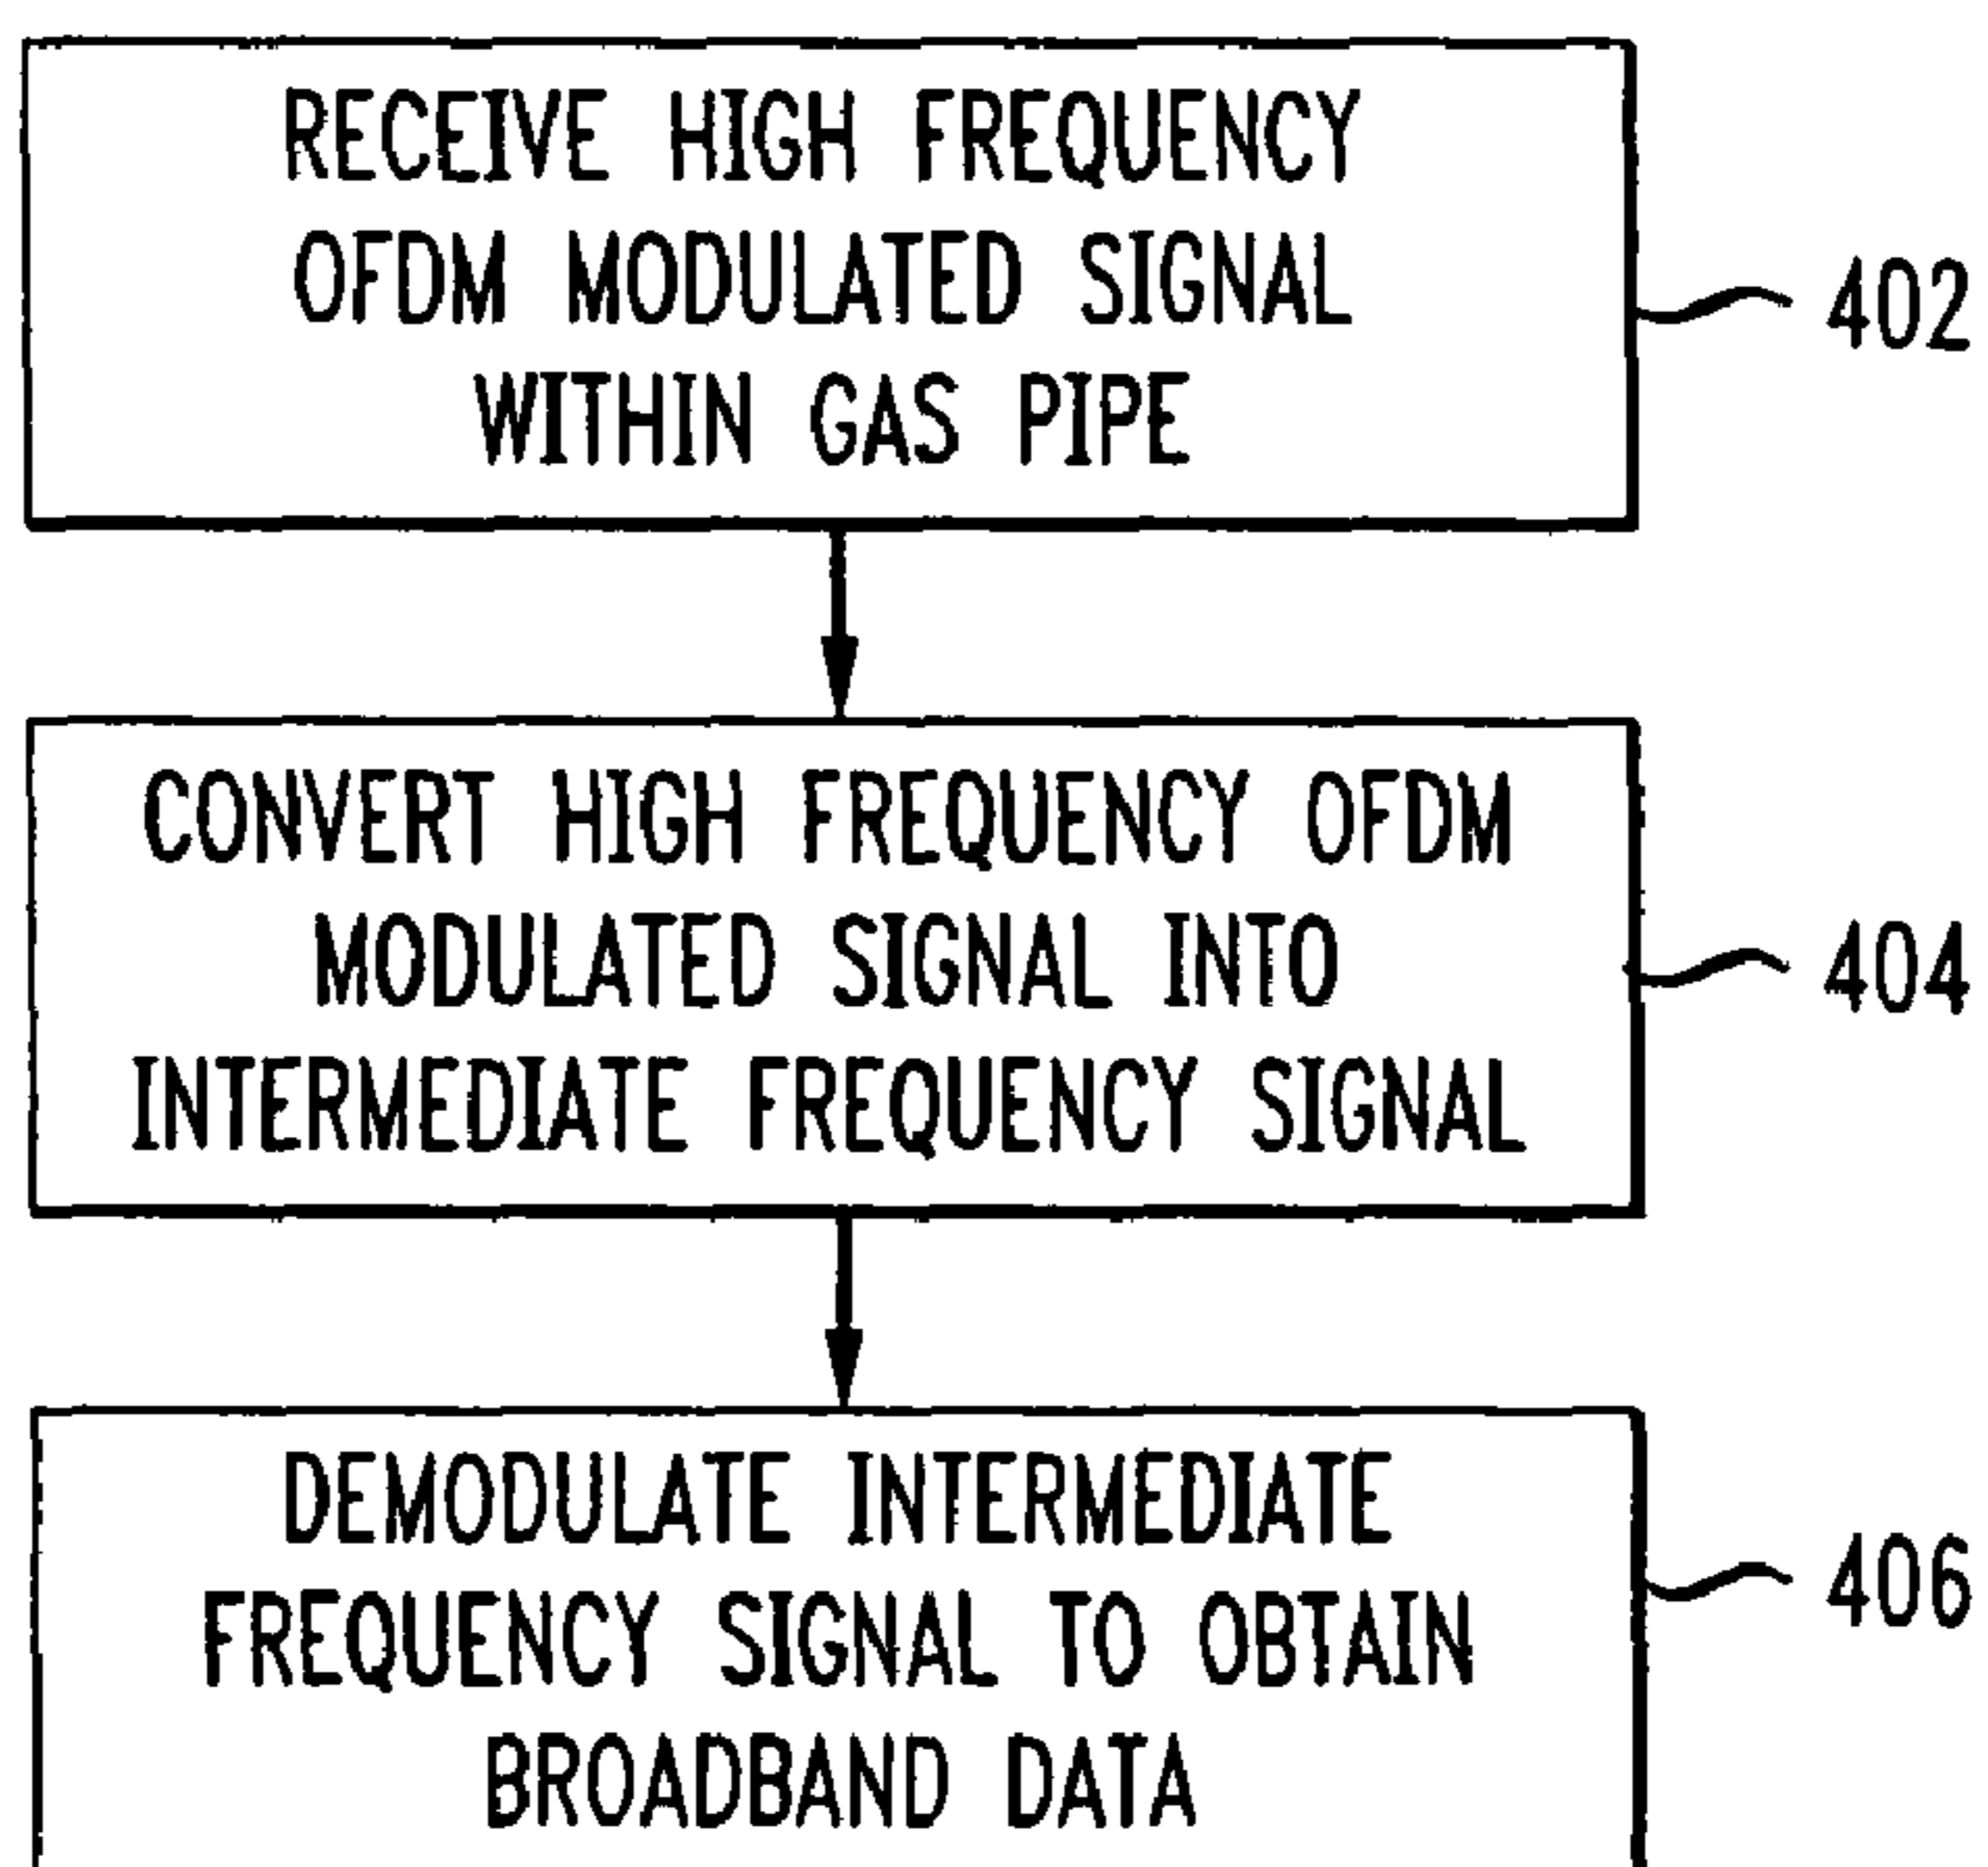 RECEIVE HIGH FREQUENCY
OFDM MODULATED SIGNAL
WITHIN GAS PIPE
402
CONVERT HIGH FREQUENCY OFDM
MODULATED SIGNAL INTO
INTERMEDIATE FREQUENCY SIGNAL
404
DEMODULATE INTERMEDIATE
FREQUENCY SIGNAL TO OBTAIN
BROADBAND DATA
406